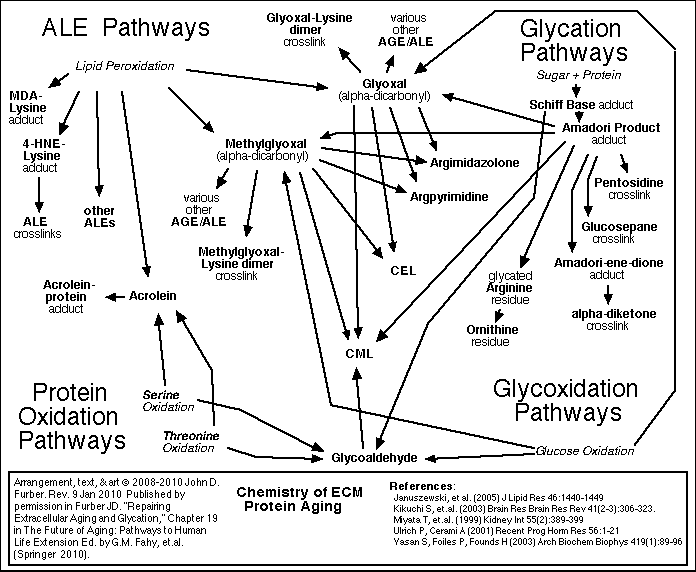 ALE Pathways
Glyoxal-Lysine
dimer
crosslink
various
other
AGE/ALE
Glycation
Pathways
Lipid Peroxidation
Glyoxal
(alpha-dicarbonyl)
Sugar + Protein
MDA-
Lysine
adduct
Schiff Base adduct
Amadori Product
adduct
4-HNE-
Lysine
adduct
Methylglyoxal
(alpha-dicarbonyl)
Argimidazolone
Argpyrimidine
Pentosidine
crosslink
ALE
crosslinks
other
ALEs
various
other
AGE/ALE
Glucosepane
crosslink
Methylglyoxal-
Lysine dimer
crosslink
CEL
glycated
Arginine
residue
Amadori-ene-dione
adduct
Acrolein-
protein
adduct
Acrolein
Ornithine
residue
alpha-diketone
crosslink
CML
Protein
Oxidation
Pathways
Serine
Oxidation
Threonine
Oxidation
Glycoxidation
Pathways
Glycoaldehyde
Glucose Oxidation
Arrangement, text, & art © 2008-2010 John D.
Furber. Rev. 9 Jan 2010 Published by
permission in Furber JD. "Repairing
Extracellular Aging and Glycation," Chapter 19
in The Future of Aging: Pathways to Human
Life Extension Ed. by G.M. Fahy, et.al.
(Springer 2010).
Chemistry of ECM
Protein Aging
References:
Januszewski, et al. (2005) J Lipid Res 46:1440-1449
Kikuchi S, et al. (2003) Brain Res Brain Res Rev 41(2-3):306-323.
Miyata T, et al. (1999) Kidney Int 55(2):389-399
Ulrich P, Cerami A (2001) Recent Prog Horm Res 56:1-21
Yasan S, Foiles P, Founds H (2003) Arch Biochem Biophys 419(1):89-96